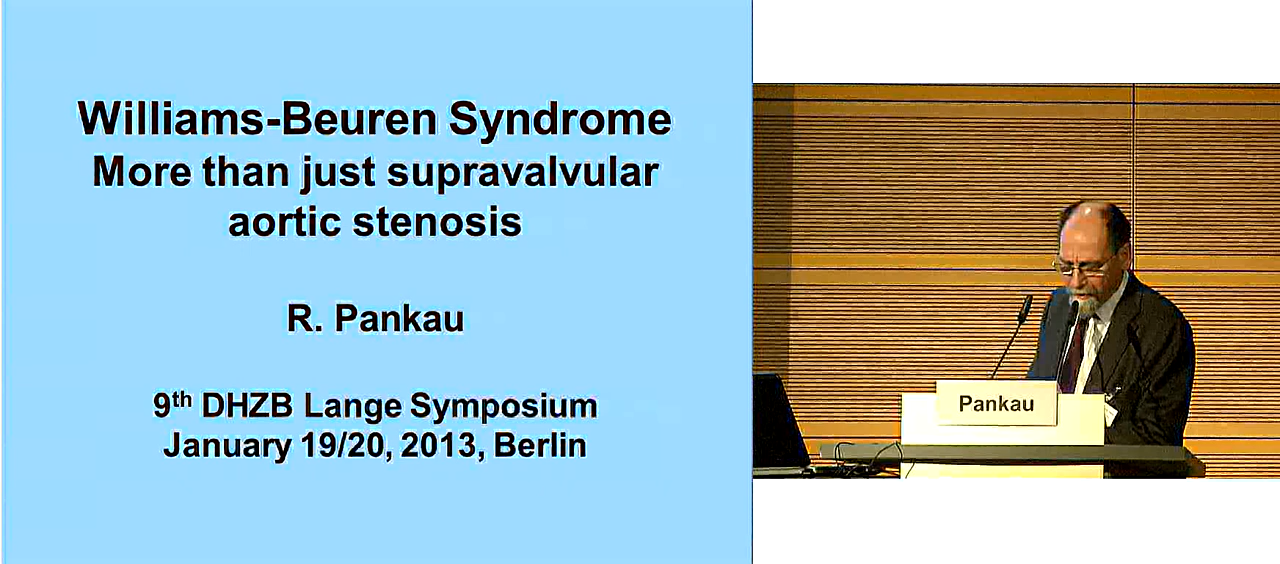 Williams-Beuren Syndrome
More than just supravalvular
aortic stenosis
R. Pankau
9th DHZB Lange Symposium
January 19/20, 2013, Berlin
Pankau